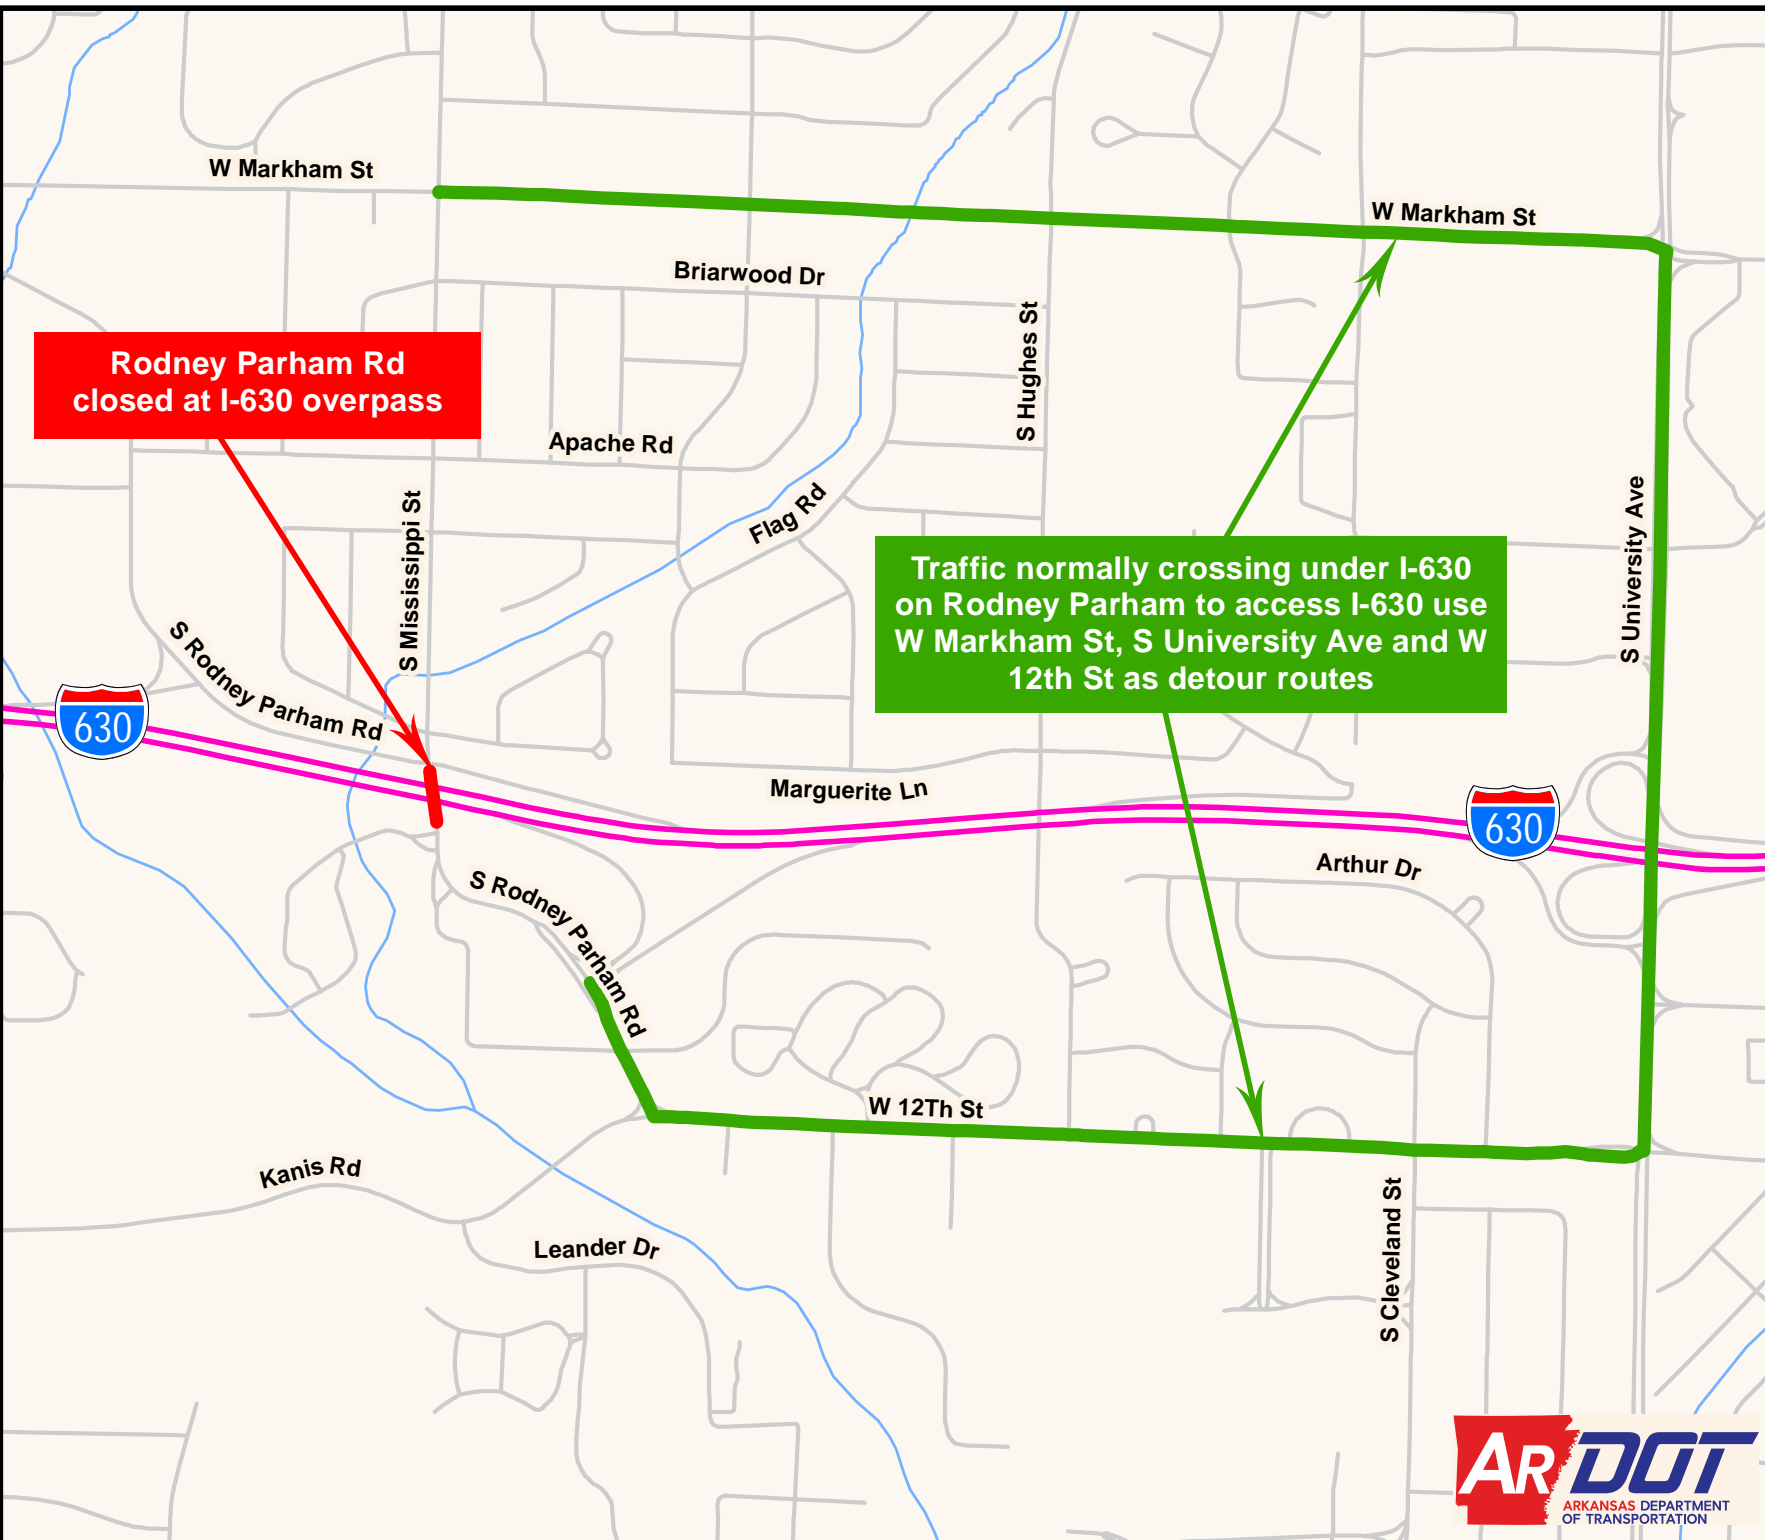 W Markham St
W Markham St
Briarwood Dr
S Hughes St
Rodney Parham Rd
closed at I-630 overpass
Apache Rd
Flag Rd
S Mississippi St
S University Ave
Traffic normally crossing under I-630
on Rodney Parham to access I-630 use
W Markham St, S University Ave and W
12th St as detour routes
S Rodney Parham Rd
630
Marguerite Ln
630
Arthur Dr
S Rodney Parham Rd
W 12Th St
Kanis Rd
Leander Dr
S Cleveland St
ARDOT
ARKANSAS DEPARTMENT
OF TRANSPORTATION